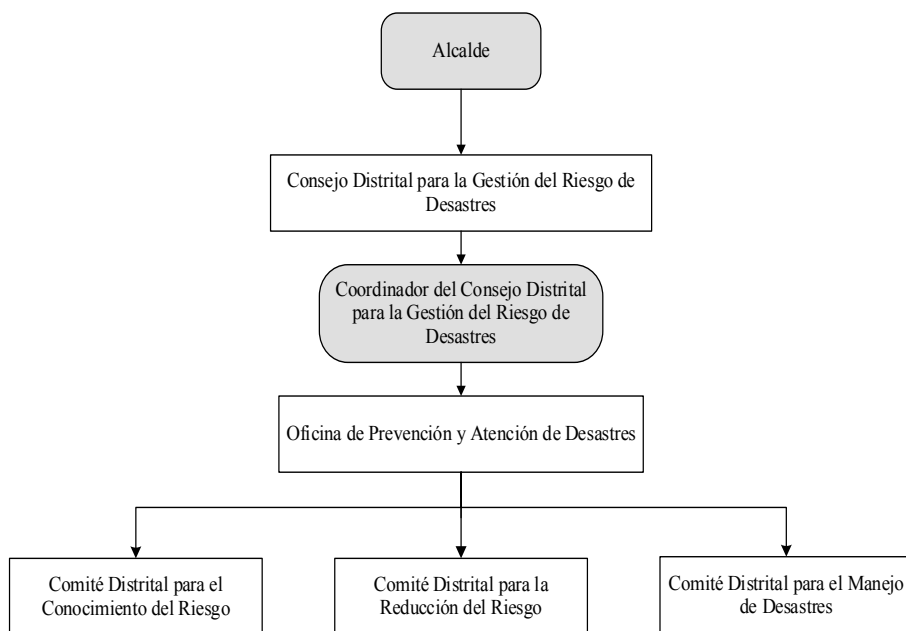 Alcalde
Consejo Distrital para la Gestión del Riesgo de
Desastres
Coordinador del Consejo Distrital
para la Gestión del Riesgo de
Desastres
Oficina de Prevención y Atención de Desastres
Comité Distrital para el
Conocimiento del Riesgo
Comité Distrital para la
Reducción del Riesgo
Comité Distrital para el Manejo
de Desastres